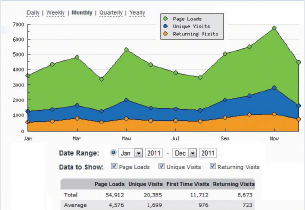 Daily | Weekly | Monthly | Quarterly | Yearly
Page Loads
Unique Visits
Returning Visits
7000
6000
5000
4000
3000
2000
1000
0
Jan Mar May Jul Sep Nov
Date Range: Jan 2011 - Dec 2011
Data to Show: Page Loads Unique Visits Returning Visits
Page Loads Unique Visits First Time Visits Returning Visits
Total 54,912 20,385 11,712 8,673
Average 4,576 1,699 976 723